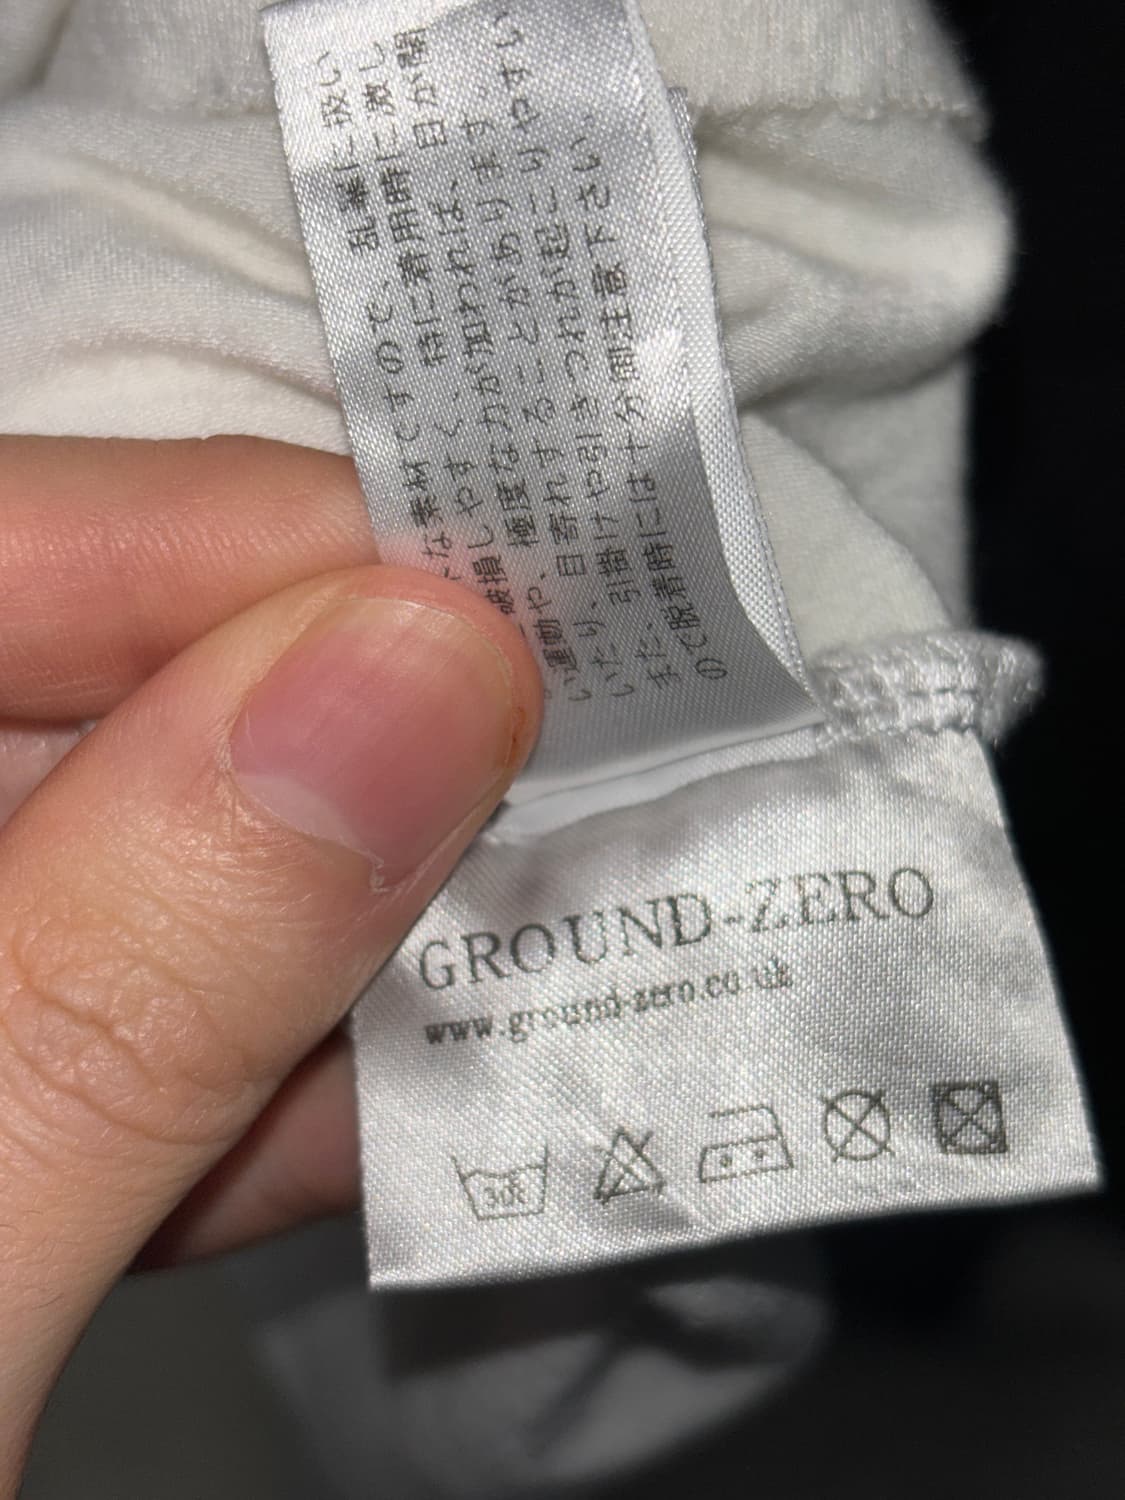 な素材ですので、乱暴に扱い
破損しやすく、特に着用時に激し
い運動や、極度な力が加われば、目が開
いたり、目寄れすることがあります。
また、引掛けや引きつれが起こりやすい
ので脱着時には十分御注意下さい。
GROUND-ZERO
www.ground-zero.co.uk
30